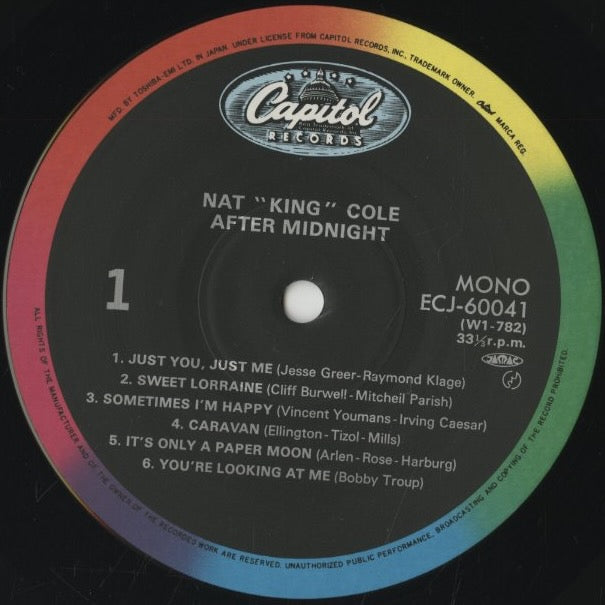 MFD. BY TOSHIBA-EMI LTD. IN JAPAN. UNDER LICENSE FROM CAPITOL RECORDS, INC., TRADEMARK OWNER. MARCA REG.
Capitol
RECORDS
NAT "KING" COLE
AFTER MIDNIGHT
1
MONO
ECJ-60041
(W1-782)
33⅓r.p.m.
JASRAC
1. JUST YOU, JUST ME (Jesse Greer-Raymond Klage)
2. SWEET LORRAINE (Cliff Burwell-Mitcheil Parish)
3. SOMETIMES I'M HAPPY (Vincent Youmans-Irving Caesar)
4. CARAVAN (Ellington-Tizol-Mills)
5. IT'S ONLY A PAPER MOON (Arlen-Rose-Harburg)
6. YOU'RE LOOKING AT ME (Bobby Troup)
ALL RIGHTS OF THE MANUFACTURER AND OF THE OWNER OF THE RECORDED WORK ARE RESERVED. UNAUTHORIZED PUBLIC PERFORMANCE, BROADCASTING AND COPYING OF THE RECORD PROHIBITED.